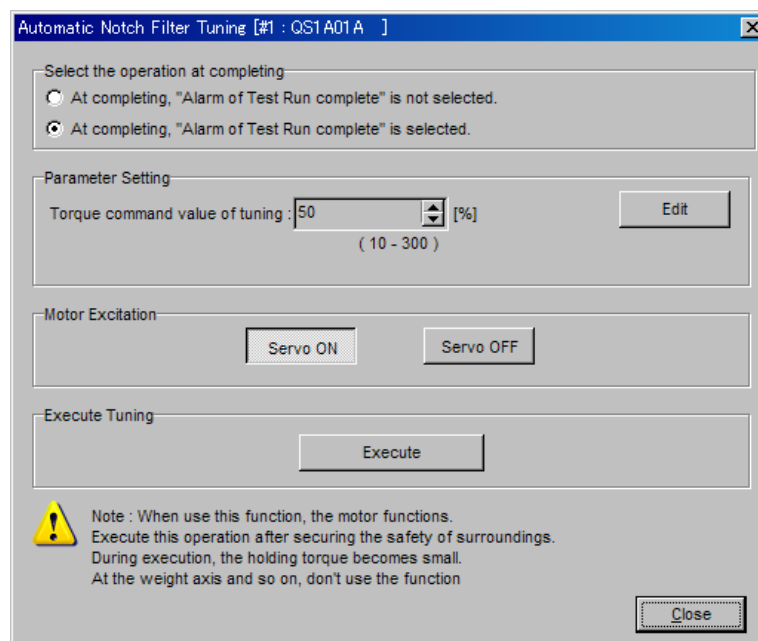 Automatic Notch Filter Tuning [#1 : QS1A01A ]
Select the operation at completing
At completing, "Alarm of Test Run complete" is not selected.
At completing, "Alarm of Test Run complete" is selected.
Parameter Setting
Torque command value of tuning : 50 [%] Edit
( 10 - 300 )
Motor Excitation
Servo ON Servo OFF
Execute Tuning
Execute
Note : When use this function, the motor functions.
Execute this operation after securing the safety of surroundings.
During execution, the holding torque becomes small.
At the weight axis and so on, don't use the function
Close